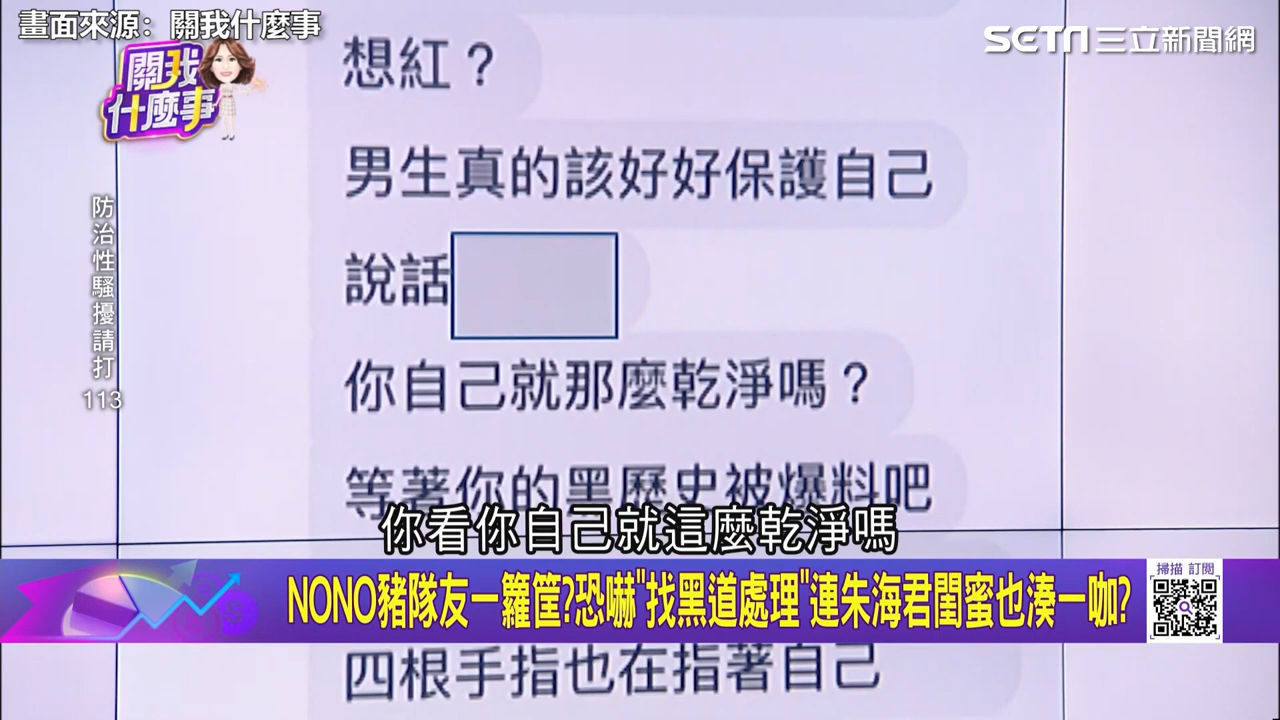 畫面來源：關我什麼事
SETN三立新聞網
關我
什麼事
想紅？
男生真的該好好保護自己
說話
你自己就那麼乾淨嗎？
等著你的黑歷史被爆料吧
防治性騷擾請打
113
你看你自己就這麼乾淨嗎
NONO豬隊友一籮筐?恐嚇"找黑道處理"連朱海君閨蜜也湊一咖?
掃描 訂閱
四根手指也在指著自己